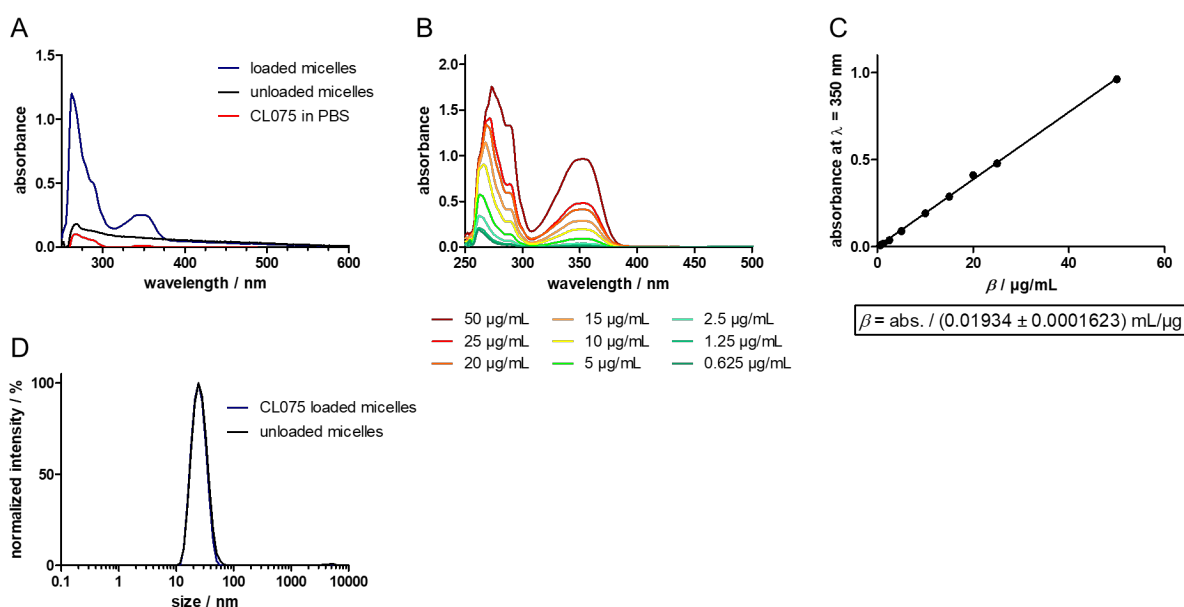 A
absorbance
1.5
1.0
0.5
0.0
300
400
500
600
wavelength / nm
loaded micelles
unloaded micelles
CL075 in PBS
B
absorbance
2.0
1.5
1.0
0.5
0.0
250
300
350
400
450
500
wavelength / nm
50 µg/mL
15 µg/mL
2.5 µg/mL
25 µg/mL
10 µg/mL
1.25 µg/mL
20 µg/mL
5 µg/mL
0.625 µg/mL
C
absorbance at λ = 350 nm
1.0
0.5
0.0
0
20
40
60
β / µg/mL
β = abs. / (0.01934 ± 0.0001623) mL/µg
D
normalized intensity / %
100
50
0
0.1
1
10
100
1000
10000
size / nm
CL075 loaded micelles
unloaded micelles